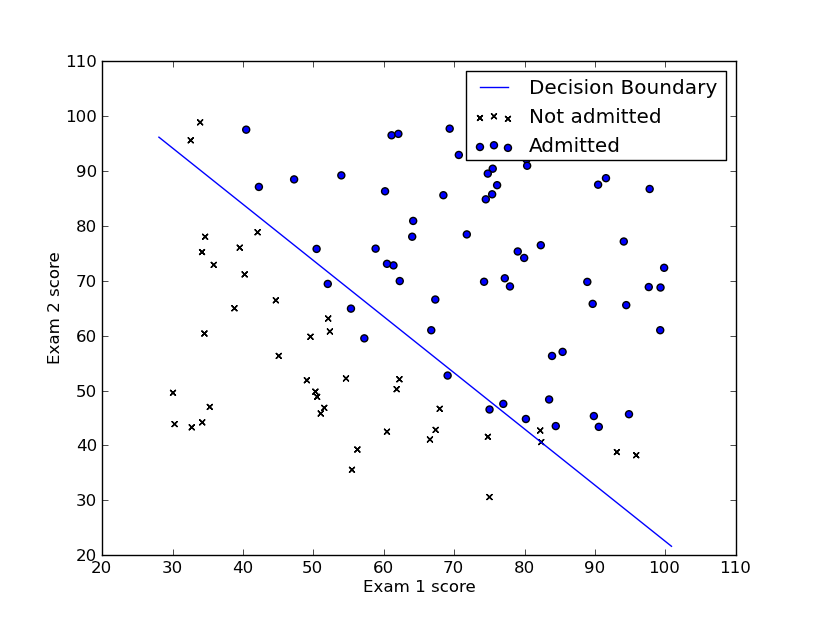 110
100
90
80
70
60
50
40
30
20
Exam 2 score
Decision Boundary
Not admitted
Admitted
20 30 40 50 60 70 80 90 100 110
Exam 1 score